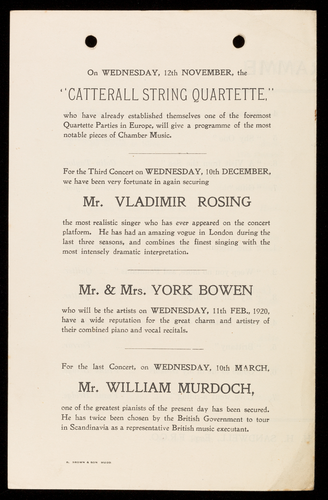 On WEDNESDAY, 12th NOVEMBER, the
"CATTERALL STRING QUARTETTE,"
who have already established themselves one of the foremost
Quartette Parties in Europe, will give a programme of the most
notable pieces of Chamber Music.
For the Third Concert on WEDNESDAY, 10th DECEMBER,
we have been very fortunate in again securing
Mr. VLADIMIR ROSING
the most realistic singer who has ever appeared on the concert
platform. He has had an amazing vogue in London during the
last three seasons, and combines the finest singing with the
most intensely dramatic interpretation.
Mr. & Mrs. YORK BOWEN
who will be the artists on WEDNESDAY, 11th FEB., 1920,
have a wide reputation for the great charm and artistry of
their combined piano and vocal recitals.
For the last Concert, on WEDNESDAY, 10th MARCH,
Mr. WILLIAM MURDOCH,
one of the greatest pianists of the present day has been secured.
He has twice been chosen by the British Government to tour
in Scandinavia as a representative British music executant.